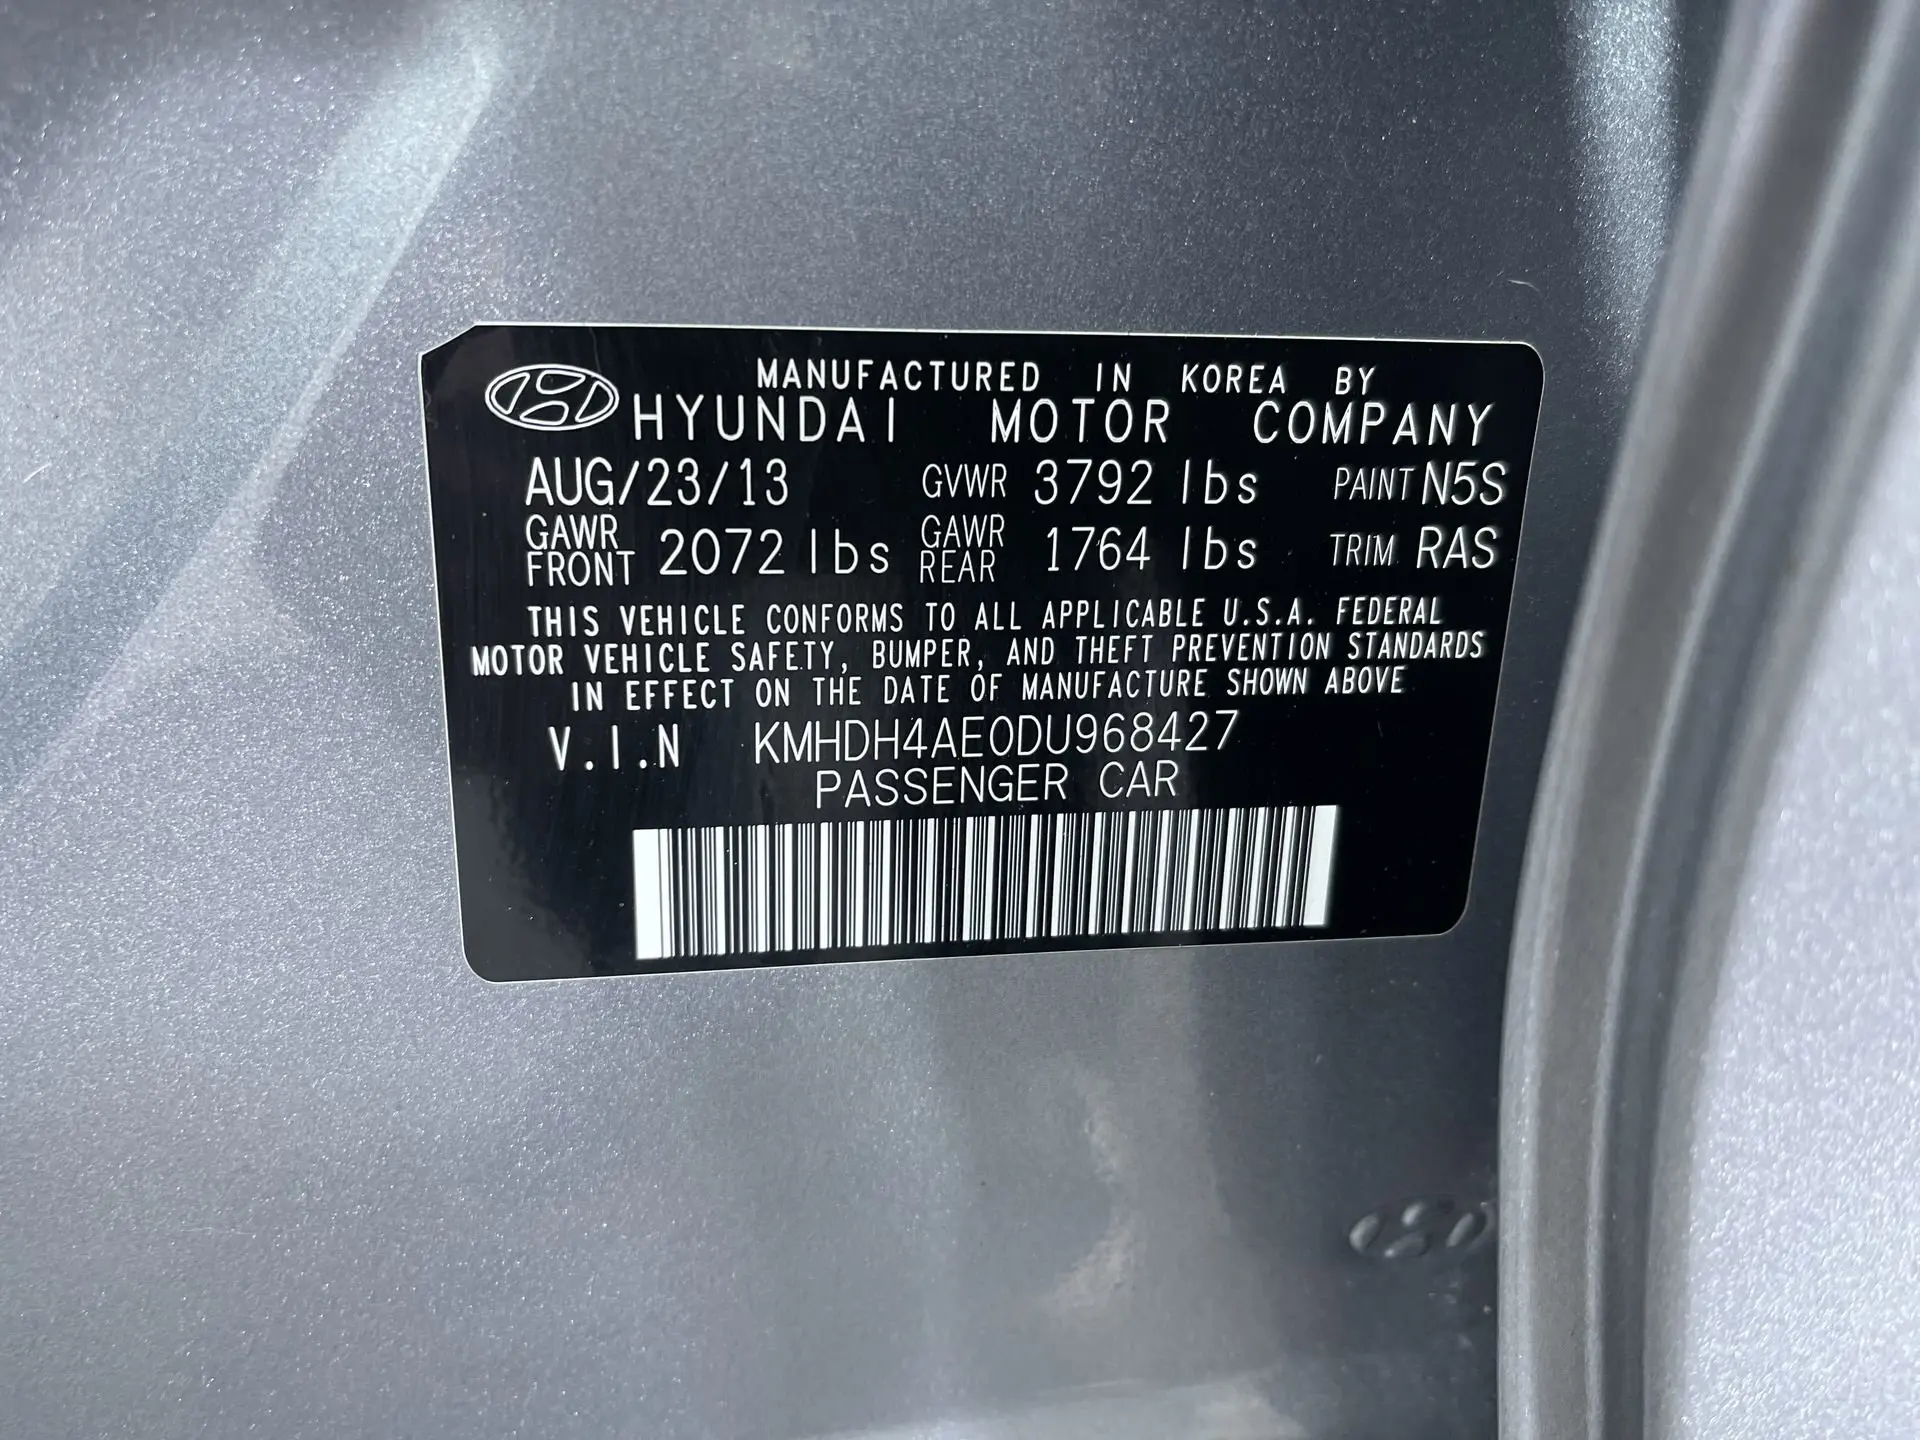 MANUFACTURED IN KOREA BY
HYUNDAI MOTOR COMPANY
AUG/23/13 GVWR 3792 lbs PAINT N5S
GAWR FRONT 2072 lbs GAWR REAR 1764 lbs TRIM RAS
THIS VEHICLE CONFORMS TO ALL APPLICABLE U.S.A. FEDERAL
MOTOR VEHICLE SAFETY, BUMPER, AND THEFT PREVENTION STANDARDS
IN EFFECT ON THE DATE OF MANUFACTURE SHOWN ABOVE
V.I.N KMHDH4AE0DU968427
PASSENGER CAR